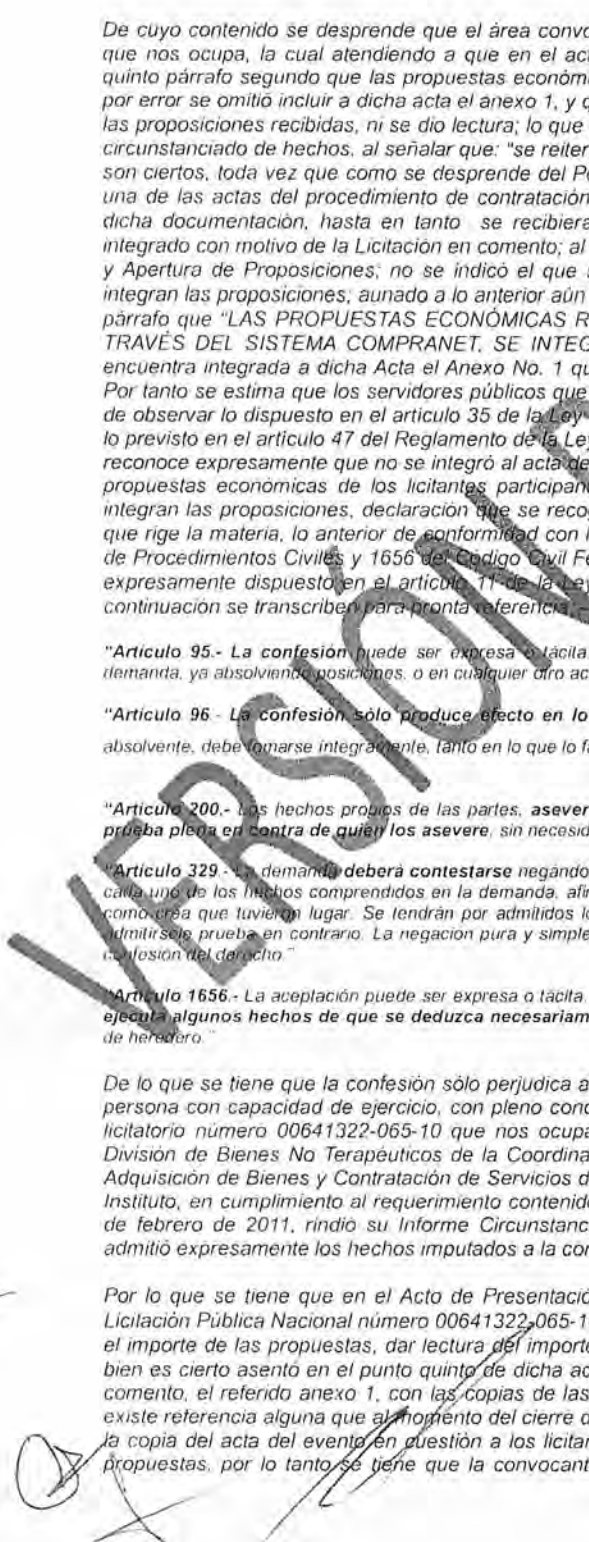 De cuyo contenido se desprende que el área convo
que nos ocupa, la cual atendiendo a que en el ac
quinto párrafo segundo que las propuestas económi
por error se omitió incluir a dicha acta el anexo 1, y q
las proposiciones recibidas, ni se dio lectura; lo que
circunstanciado de hechos, al señalar que: "se reiter
son ciertos, toda vez que como se desprende del Po
una de las actas del procedimiento de contratación
dicha documentación, hasta en tanto se recibiera
integrado con motivo de la Licitación en comento; al
y Apertura de Proposiciones; no se indicó el que
integran las proposiciones; aunado a lo anterior aún
párrafo que "LAS PROPUESTAS ECONÓMICAS R
TRAVÉS DEL SISTEMA COMPRANET, SE INTEG
encuentra integrada a dicha Acta el Anexo No. 1 qu
Por tanto se estima que los servidores públicos que
de observar lo dispuesto en el artículo 35 de la Ley
lo previsto en el artículo 47 del Reglamento de la Le
reconoce expresamente que no se integró al acta de
propuestas económicas de los licitantes participan
integran las proposiciones, declaración que se reco
que rige la materia, lo anterior de conformidad con l
de Procedimientos Civiles y 1656 del Código Civil Fe
expresamente dispuesto en el artículo 11 de la Ley
continuación se transcriben para pronta referencia:
"Artículo 95.- La confesión puede ser expresa o tácita
demanda, ya absolviendo posiciones, o en cualquier otro ac
"Artículo 96.- La confesión sólo produce efecto en lo
absolvente, debe tomarse íntegramente, tanto en lo que lo fa
"Artículo 200.- Los hechos propios de las partes, asever
prueba plena en contra de quien los asevere, sin necesid
"Artículo 329.- La demanda deberá contestarse negándo
cada uno de los hechos comprendidos en la demanda, afir
como crea que tuvieron lugar. Se tendrán por admitidos lo
admitírsele prueba en contrario. La negación pura y simple
confesión del derecho."
"Artículo 1656.- La aceptación puede ser expresa o tácita.
ejecuta algunos hechos de que se deduzca necesariam
de heredero."
De lo que se tiene que la confesión sólo perjudica a
persona con capacidad de ejercicio, con pleno cono
licitatorio número 00641322-065-10 que nos ocupa
División de Bienes No Terapéuticos de la Coordina
Adquisición de Bienes y Contratación de Servicios d
Instituto, en cumplimiento al requerimiento contenid
de febrero de 2011, rindió su Informe Circunstanc
admitió expresamente los hechos imputados a la con
Por lo que se tiene que en el Acto de Presentació
Licitación Pública Nacional número 00641322-065-1
el importe de las propuestas, dar lectura del importe
bien es cierto asentó en el punto quinto de dicha ac
comento, el referido anexo 1, con las copias de las
existe referencia alguna que al momento del cierre d
la copia del acta del evento en cuestión a los licitan
propuestas, por lo tanto se tiene que la convocant
VERSIÓN P